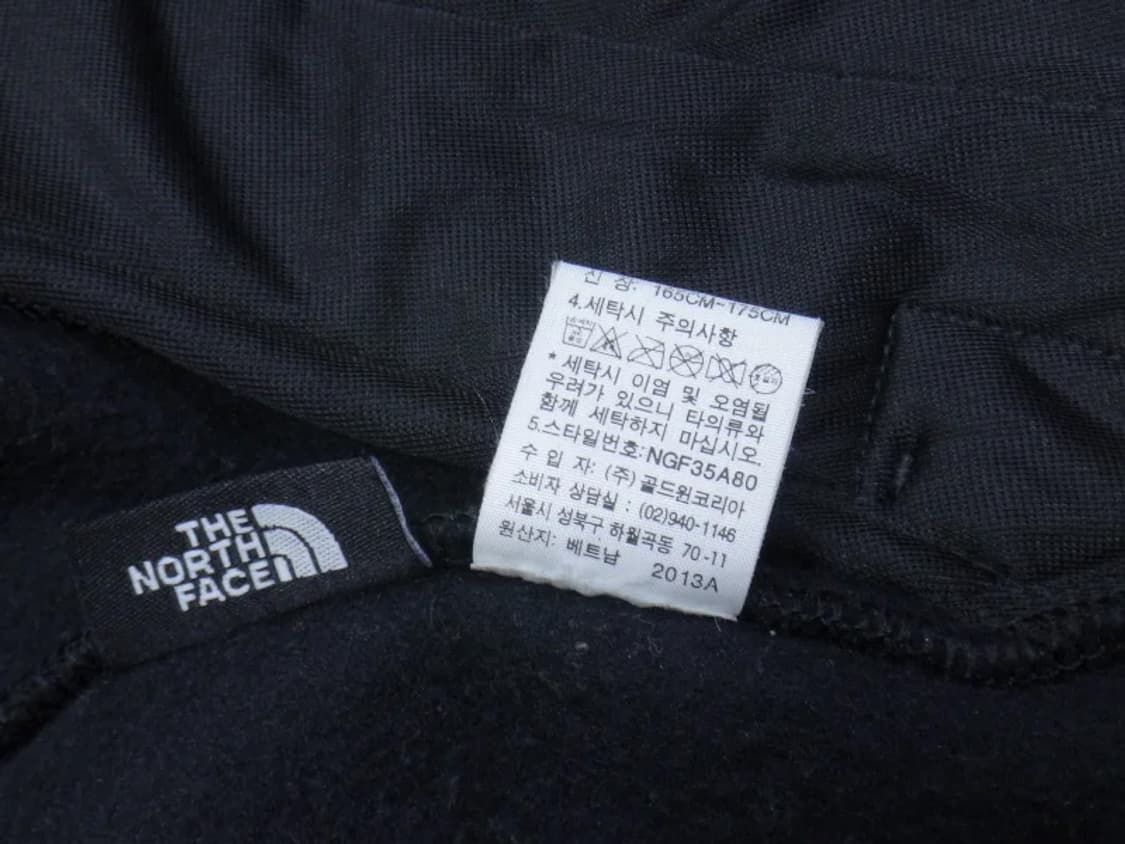 THE
NORTH
FACE
신 장: 165CM~175CM
4.세탁시 주의사항
* 세탁시 이염 및 오염될
우려가 있으니 타의류와
함께 세탁하지 마십시오.
5.스타일번호:NGF35A80
수 입 자: (주)골드윈코리아
소비자 상담실 : (02)940-1146
서울시 성북구 하월곡동 70-11
원산지: 베트남
2013A